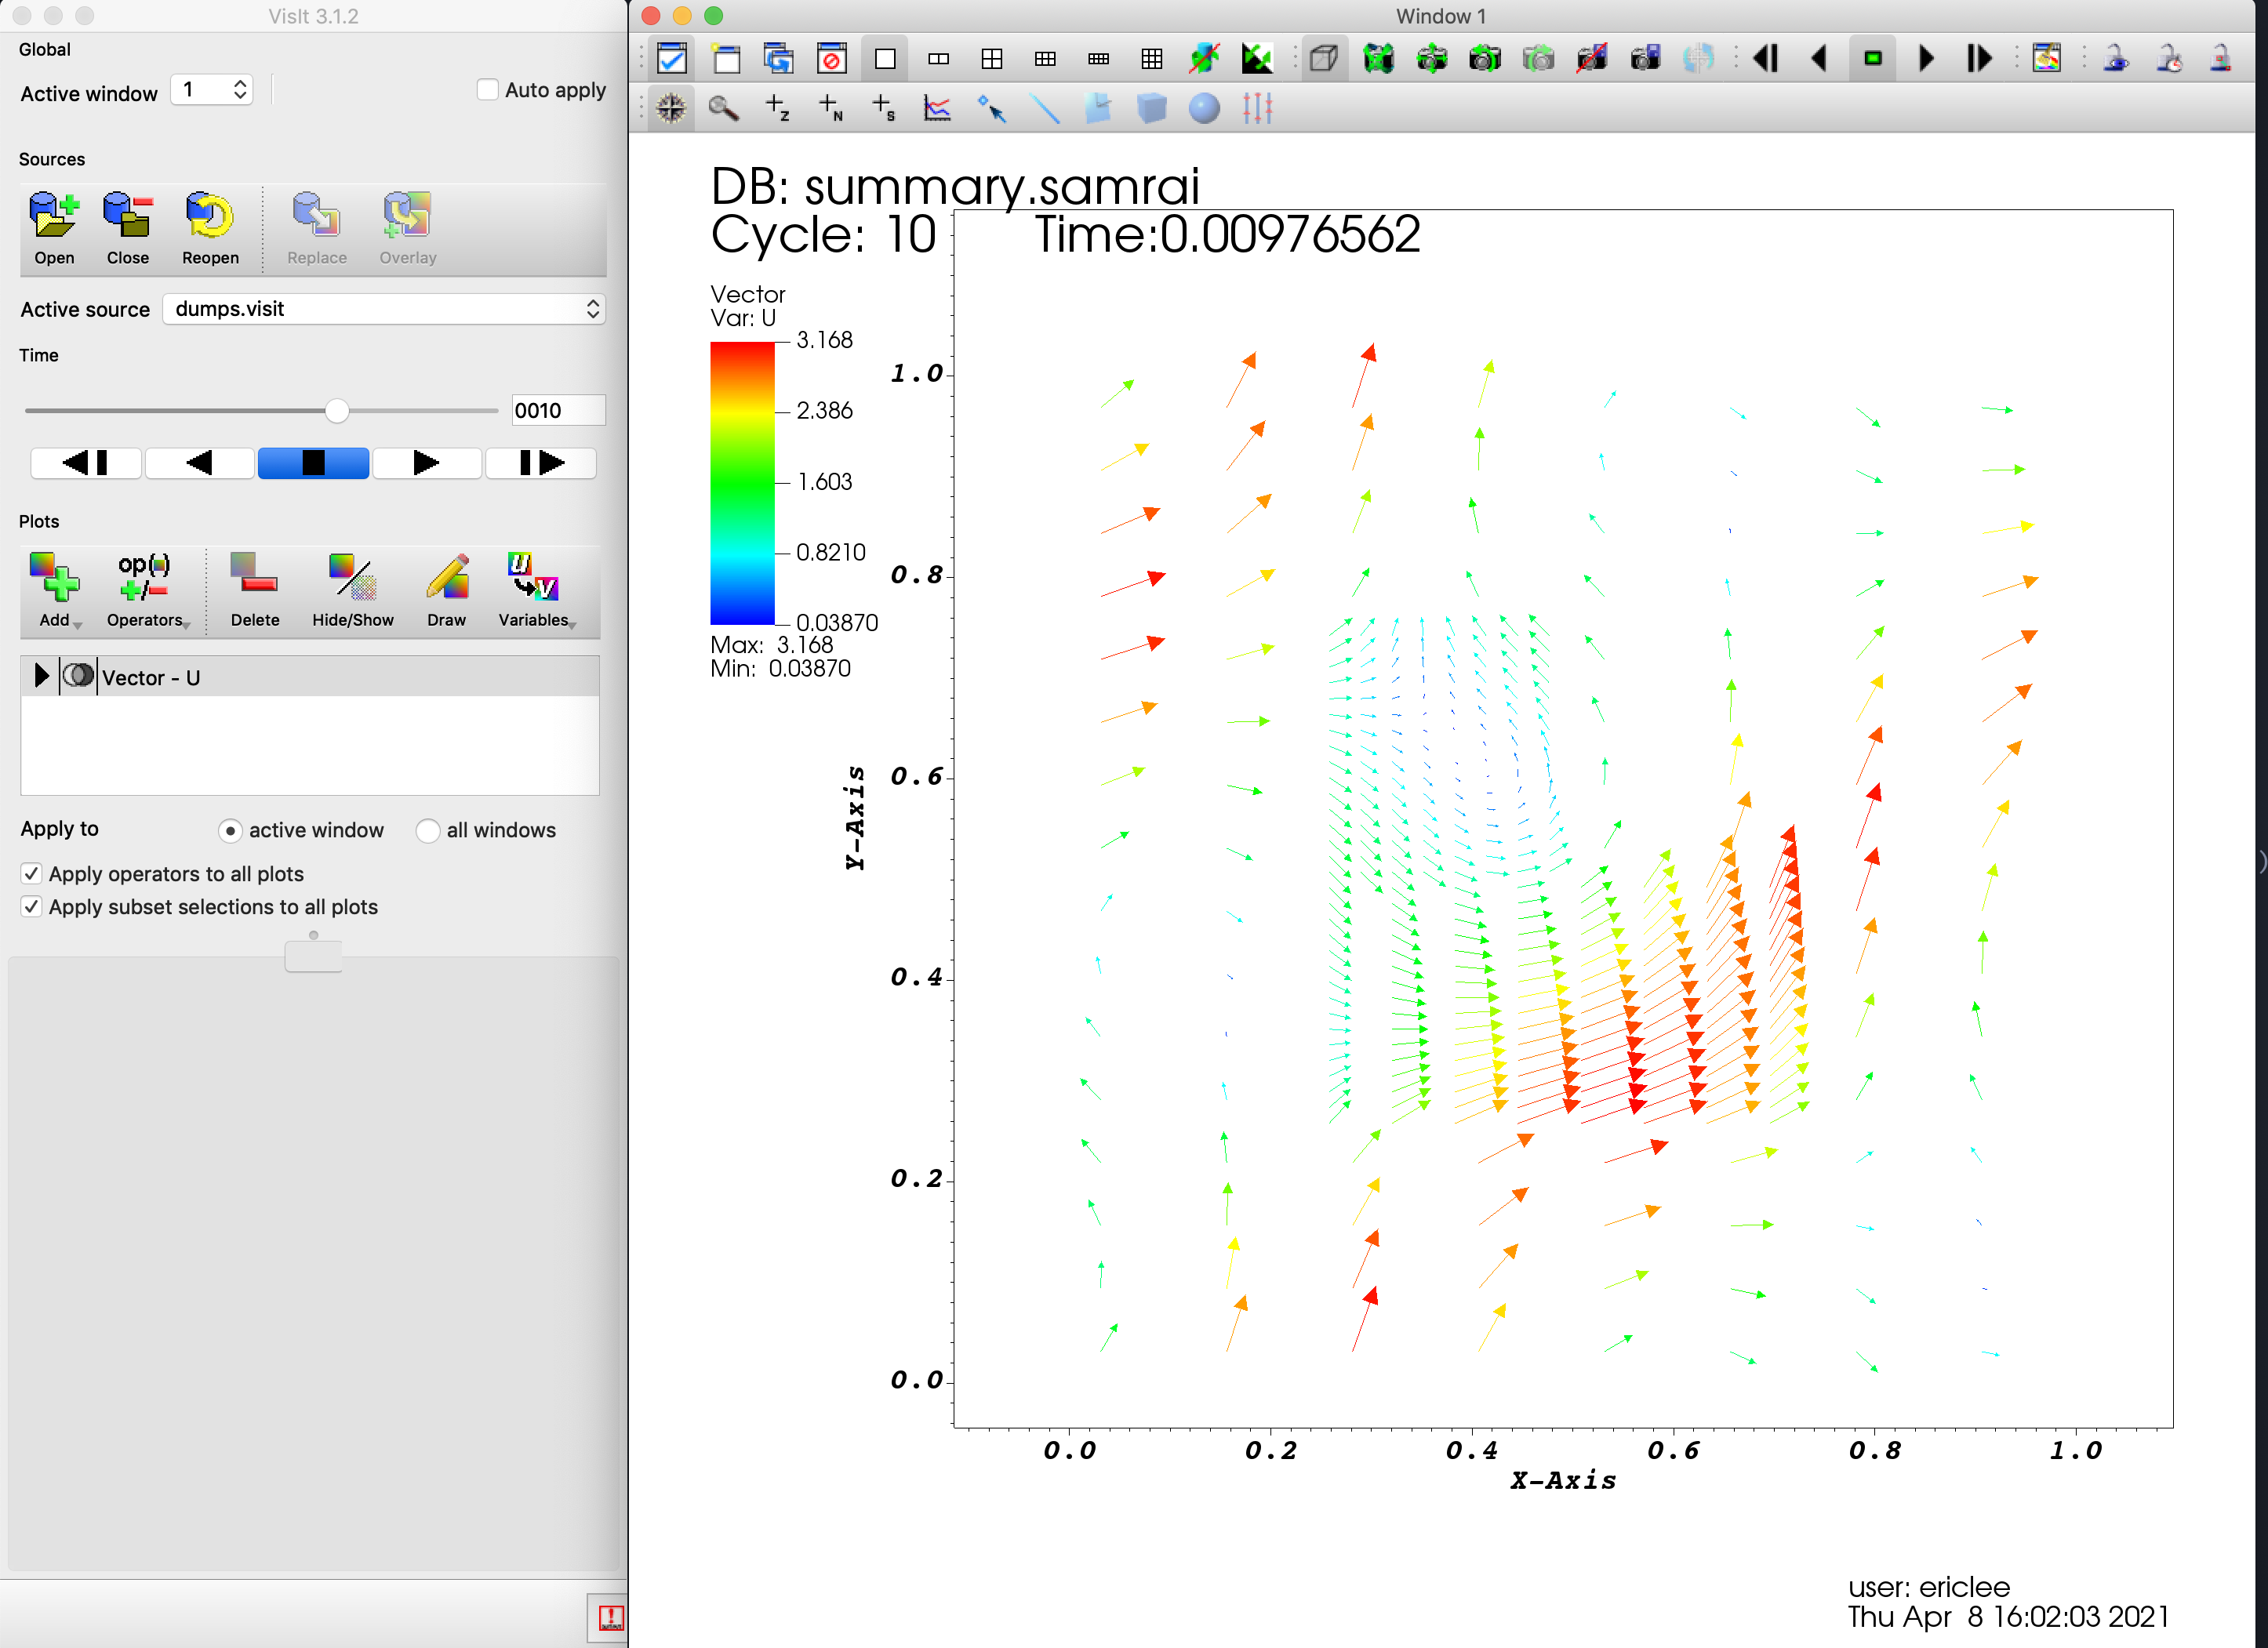 VisIt 3.1.2
Global
Active window 1
Auto apply
Sources
Open
Close
Reopen
Replace
Overlay
Active source dumps.visit
Time
0010
Plots
op(·)
+/−
U
V
Add
Operators
Delete
Hide/Show
Draw
Variables
Vector - U
Apply to
active window
all windows
Apply operators to all plots
Apply subset selections to all plots
Window 1
Z
N
S
DB: summary.samrai
Cycle: 10 Time:0.00976562
Vector
Var: U
3.168
2.386
1.603
0.8210
0.03870
Max: 3.168
Min: 0.03870
1.0
0.8
0.6
0.4
0.2
0.0
Y-Axis
0.0
0.2
0.4
0.6
0.8
1.0
X-Axis
user: ericlee
Thu Apr 8 16:02:03 2021